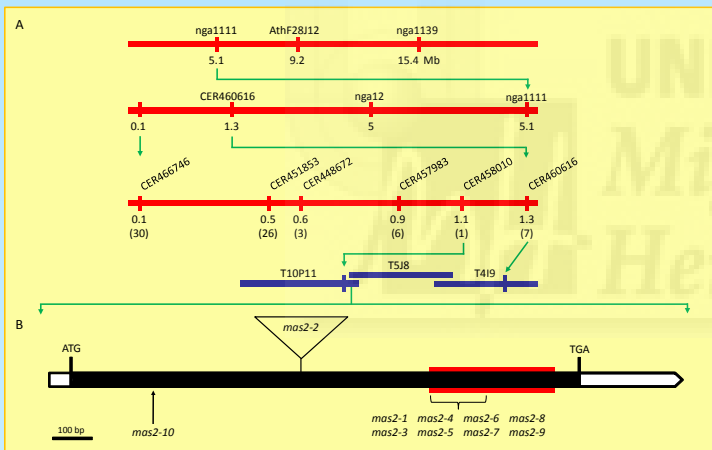 A
nga1111 AthF28J12 nga1139
5.1 9.2 15.4 Mb
CER460616 nga12 nga1111
0.1 1.3 5 5.1
CER466746 CER451853 CER448672 CER457983 CER458010 CER460616
0.1 0.5 0.6 0.9 1.1 1.3
(30) (26) (3) (6) (1) (7)
T10P11 T5J8 T4I9
B
mas2-2
ATG TGA
mas2-1 mas2-4 mas2-6 mas2-8
mas2-3 mas2-5 mas2-7 mas2-9
100 bp mas2-10
UN
Mi
Her